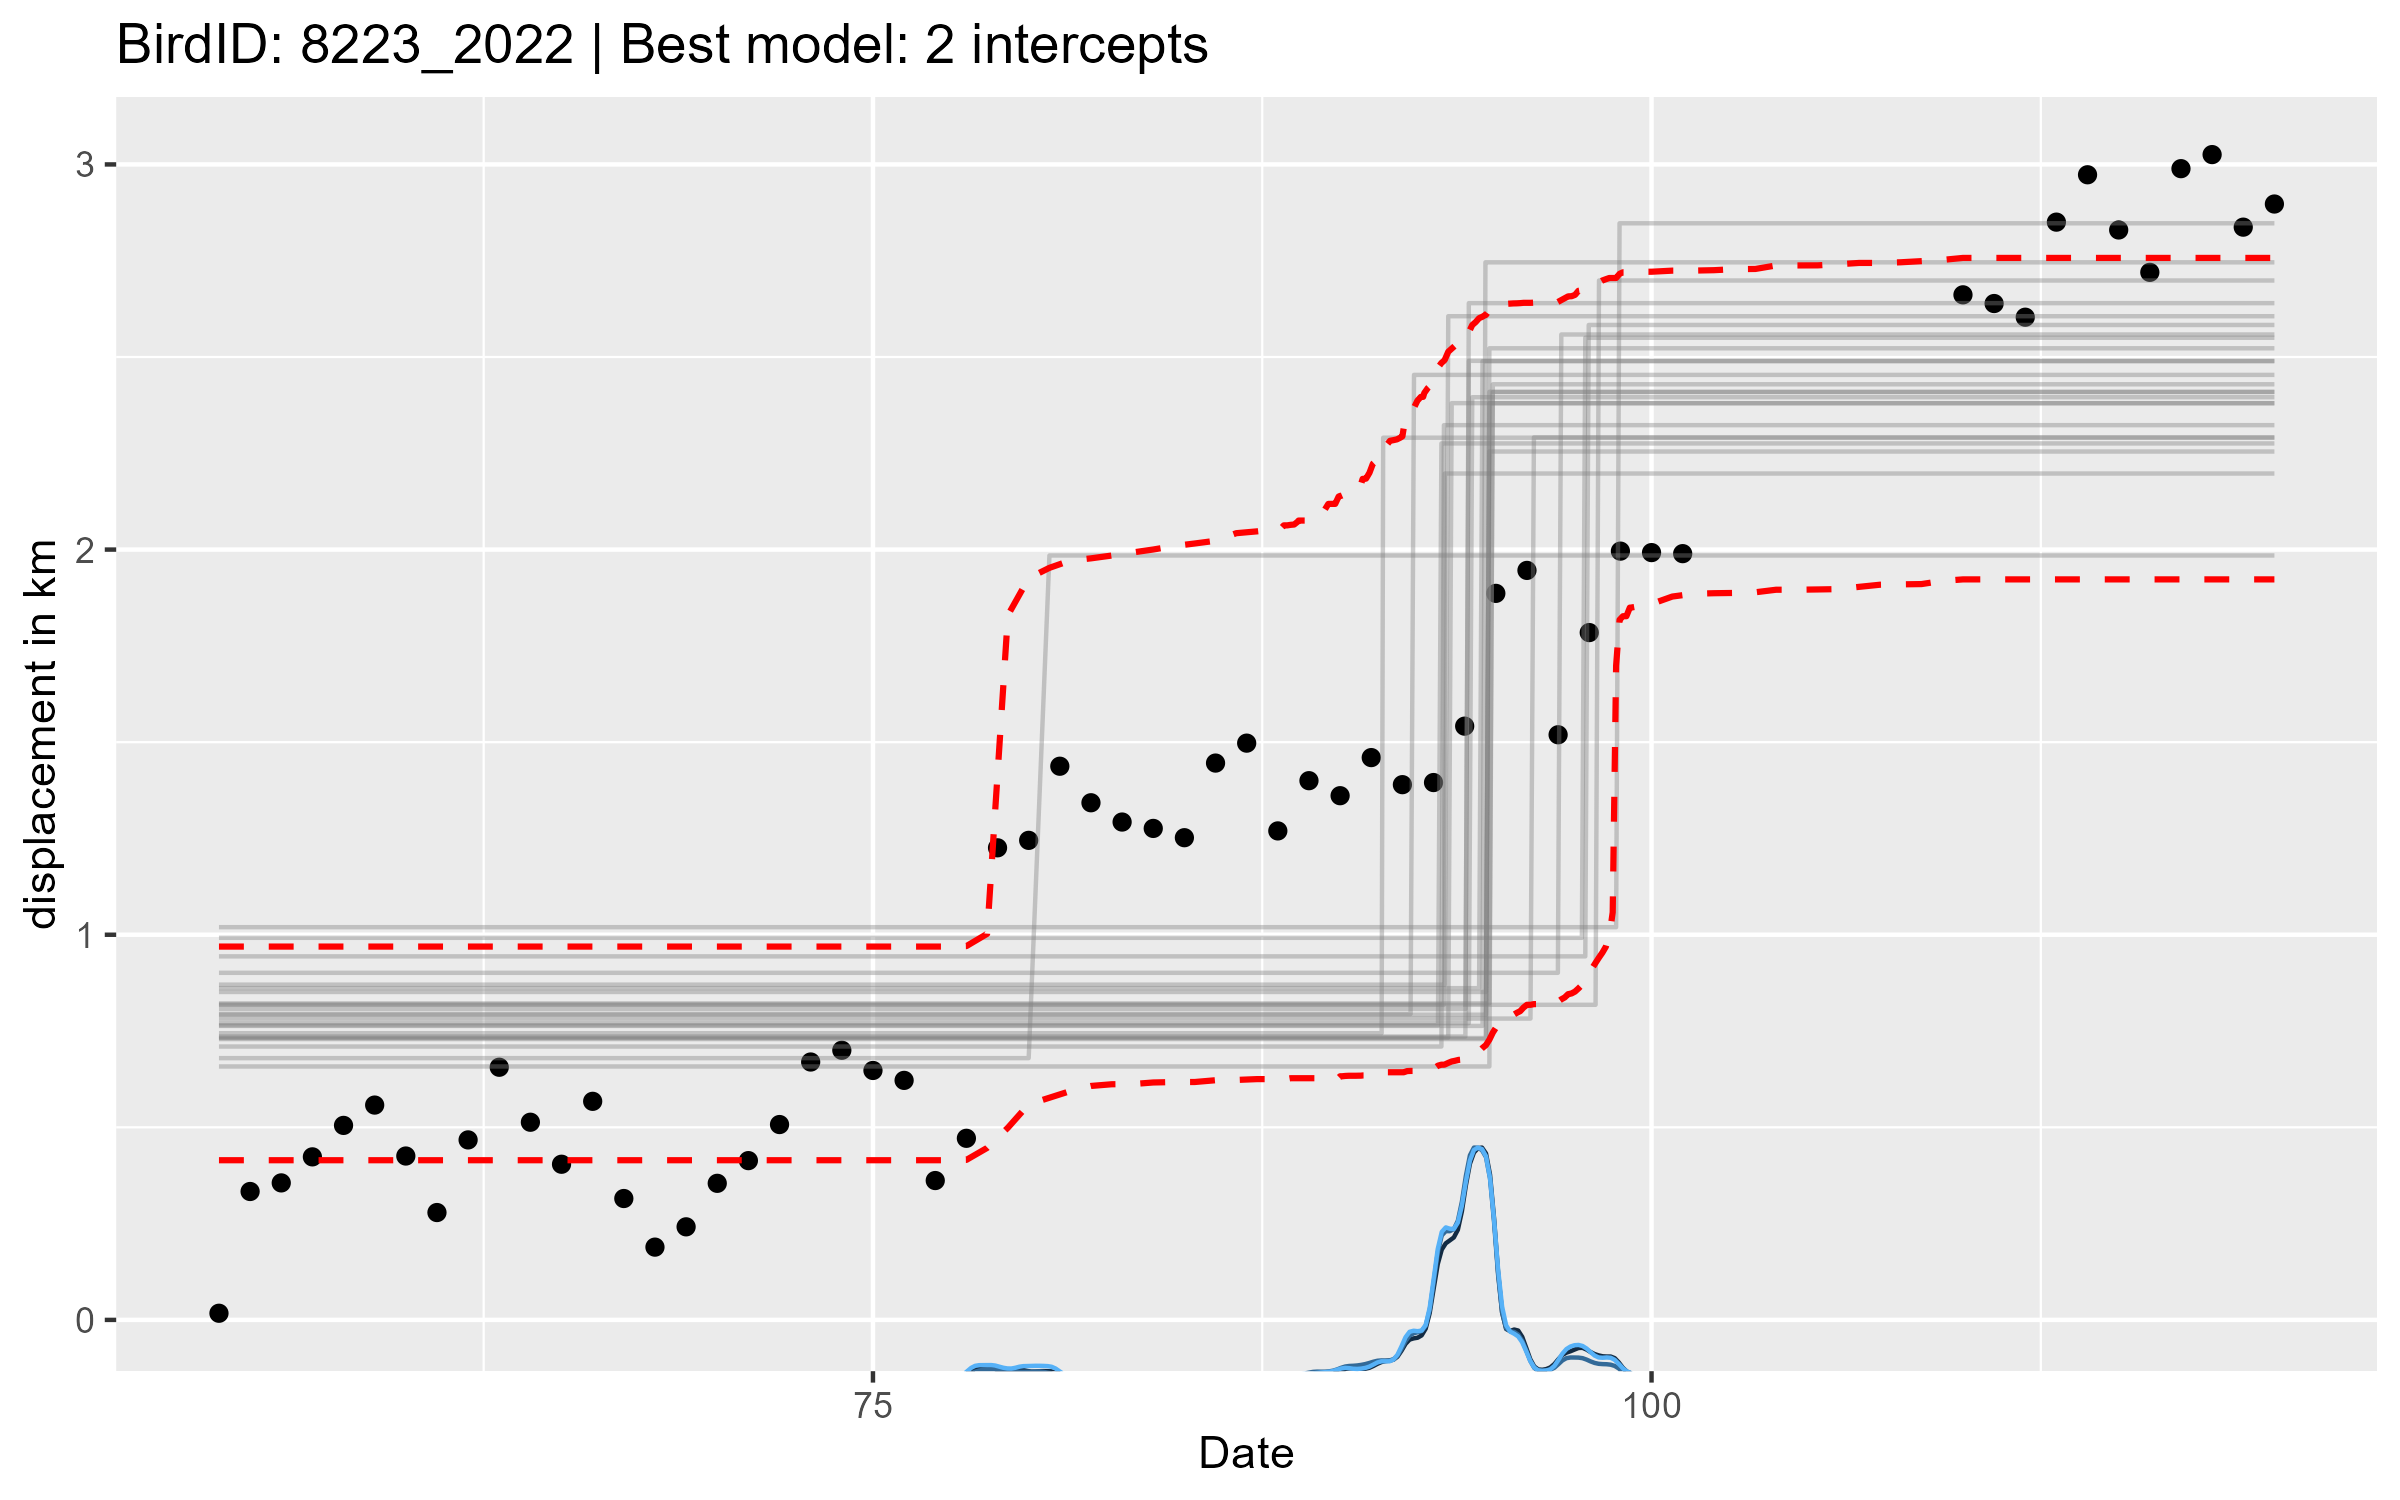 BirdID: 8223_2022 | Best model: 2 intercepts
displacement in km
3
2
1
0
75
100
Date